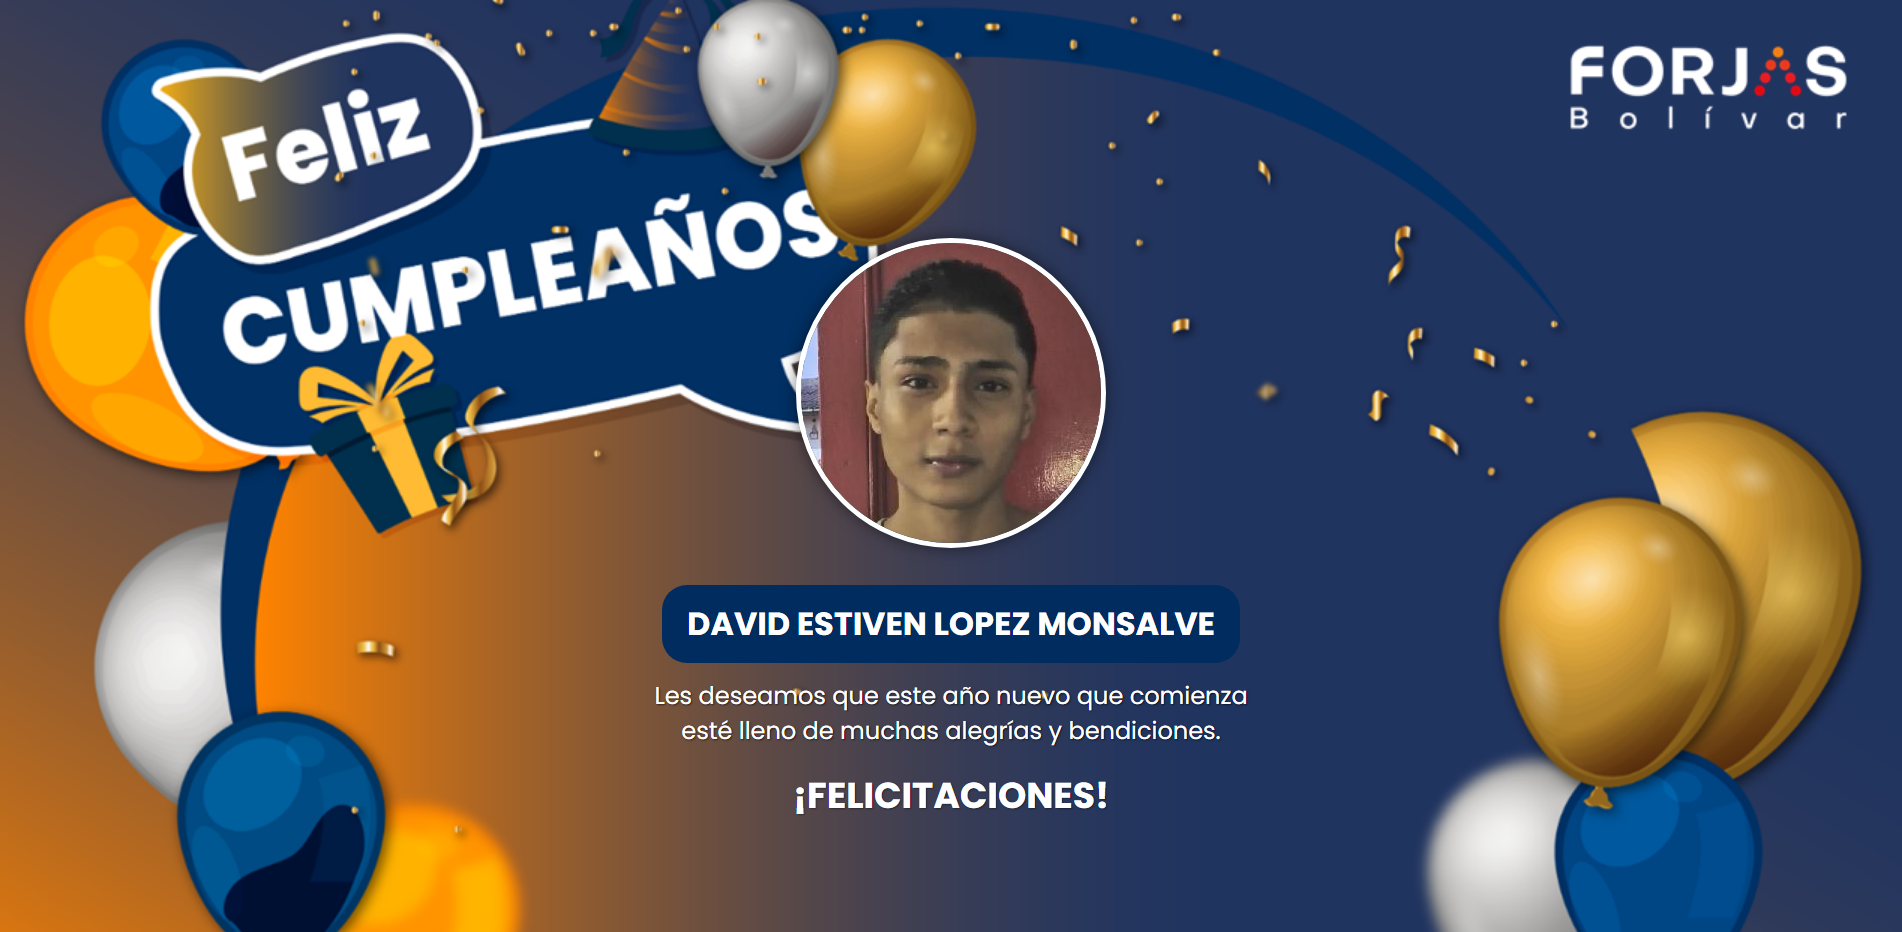 Feliz
CUMPLEAÑOS
FORJAS
Bolívar
DAVID ESTIVEN LOPEZ MONSALVE
Les deseamos que este año nuevo que comienza
esté lleno de muchas alegrías y bendiciones.
¡FELICITACIONES!